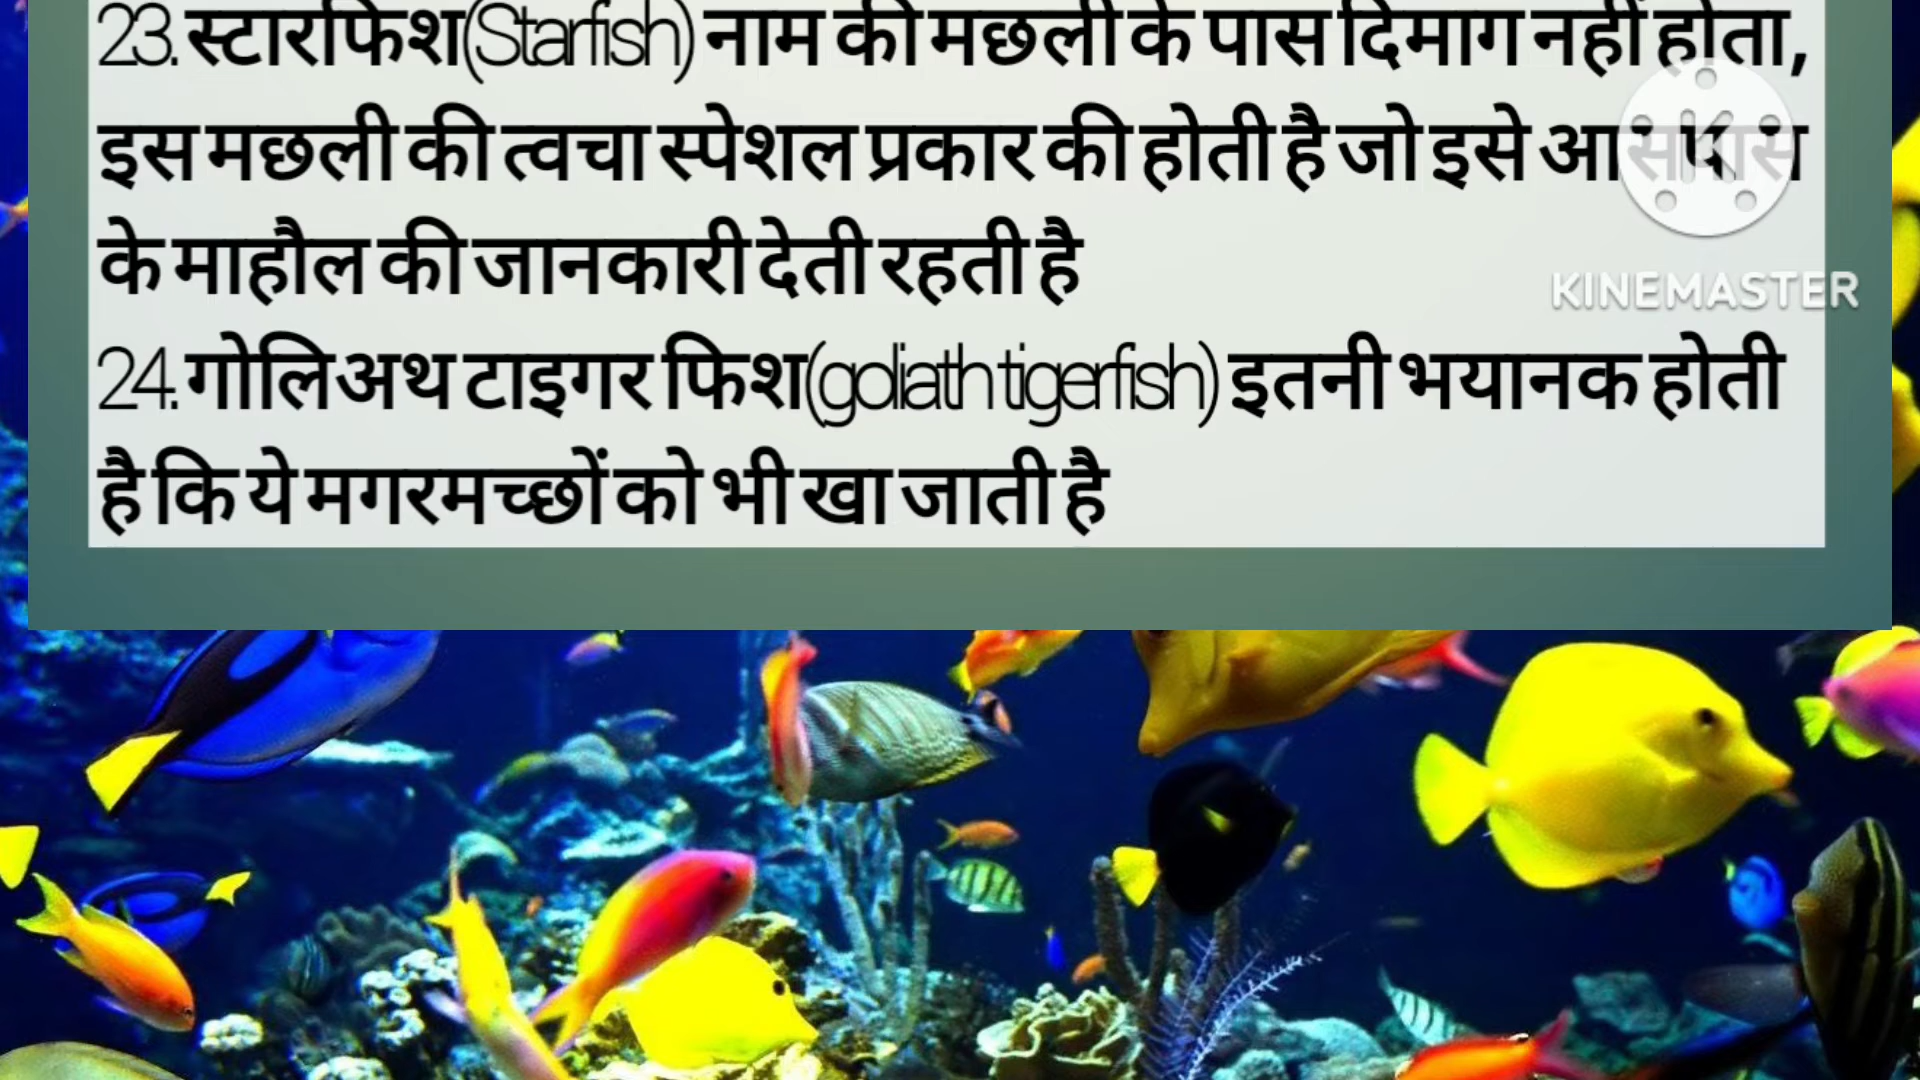 23. स्टारफिश(Starfish) नाम की मछली के पास दिमाग नहीं होता,
इस मछली की त्वचा स्पेशल प्रकार की होती है जो इसे आसपास
के माहौल की जानकारी देती रहती है
KINEMASTER
24. गोलिअथ टाइगर फिश(goliath tigerfish) इतनी भयानक होती
है कि ये मगरमच्छों को भी खा जाती है